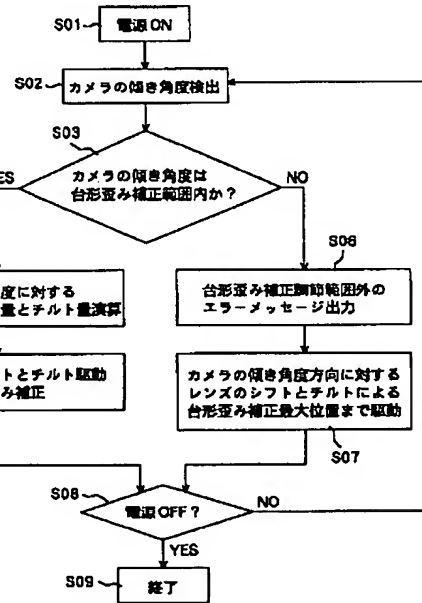 S01
電源ON
S02
カメラの傾き角度検出
S03
カメラの傾き角度は
台形歪み補正範囲内か?
ES
NO
度に対する
量とチルト量演算
S06
台形歪み補正調節範囲外の
エラーメッセージ出力
トとチルト駆動
み補正
カメラの傾き角度方向に対する
レンズのシフトとチルトによる
台形歪み補正最大位置まで駆動
S07
S08
電源OFF?
NO
YES
S09
終了